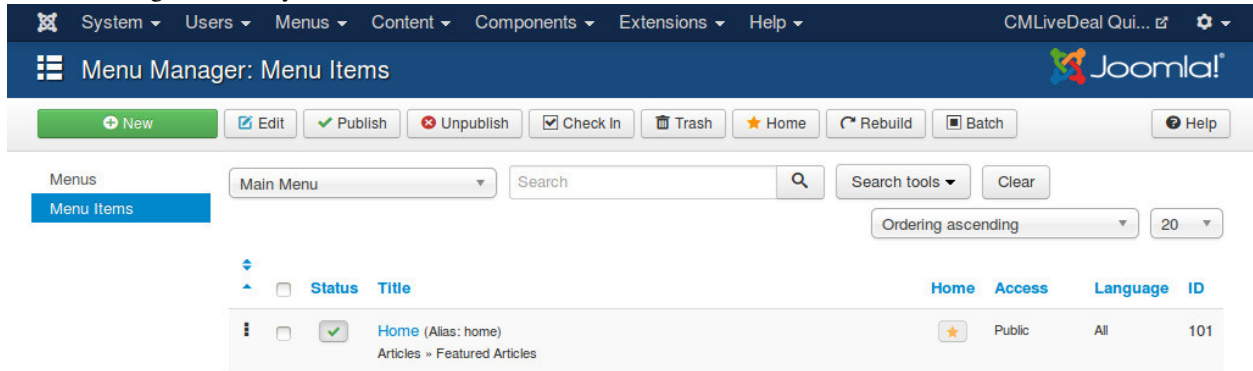 System Users Menus Content Components Extensions Help CMLiveDeal Qui...
Menu Manager: Menu Items Joomla!
New Edit Publish Unpublish Check In Trash Home Rebuild Batch Help
Menus Main Menu Search Search tools Clear
Menu Items
Ordering ascending 20
Status Title Home Access Language ID
Home (Alias: home) Public All 101
Articles » Featured Articles